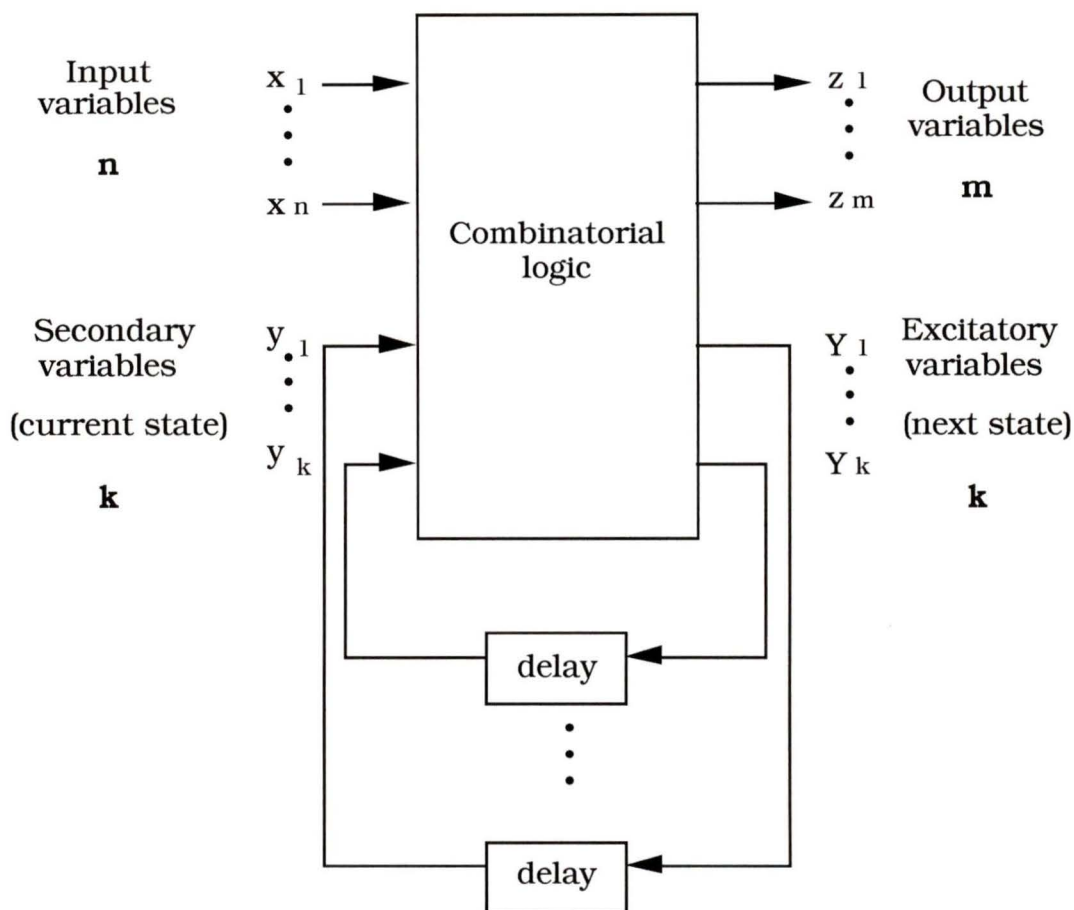 Input
variables
n
x 1
x n
Combinatorial
logic
z 1
z m
Output
variables
m
Secondary
variables
(current state)
k
y 1
y k
Y 1
Y k
Excitatory
variables
(next state)
k
delay
delay